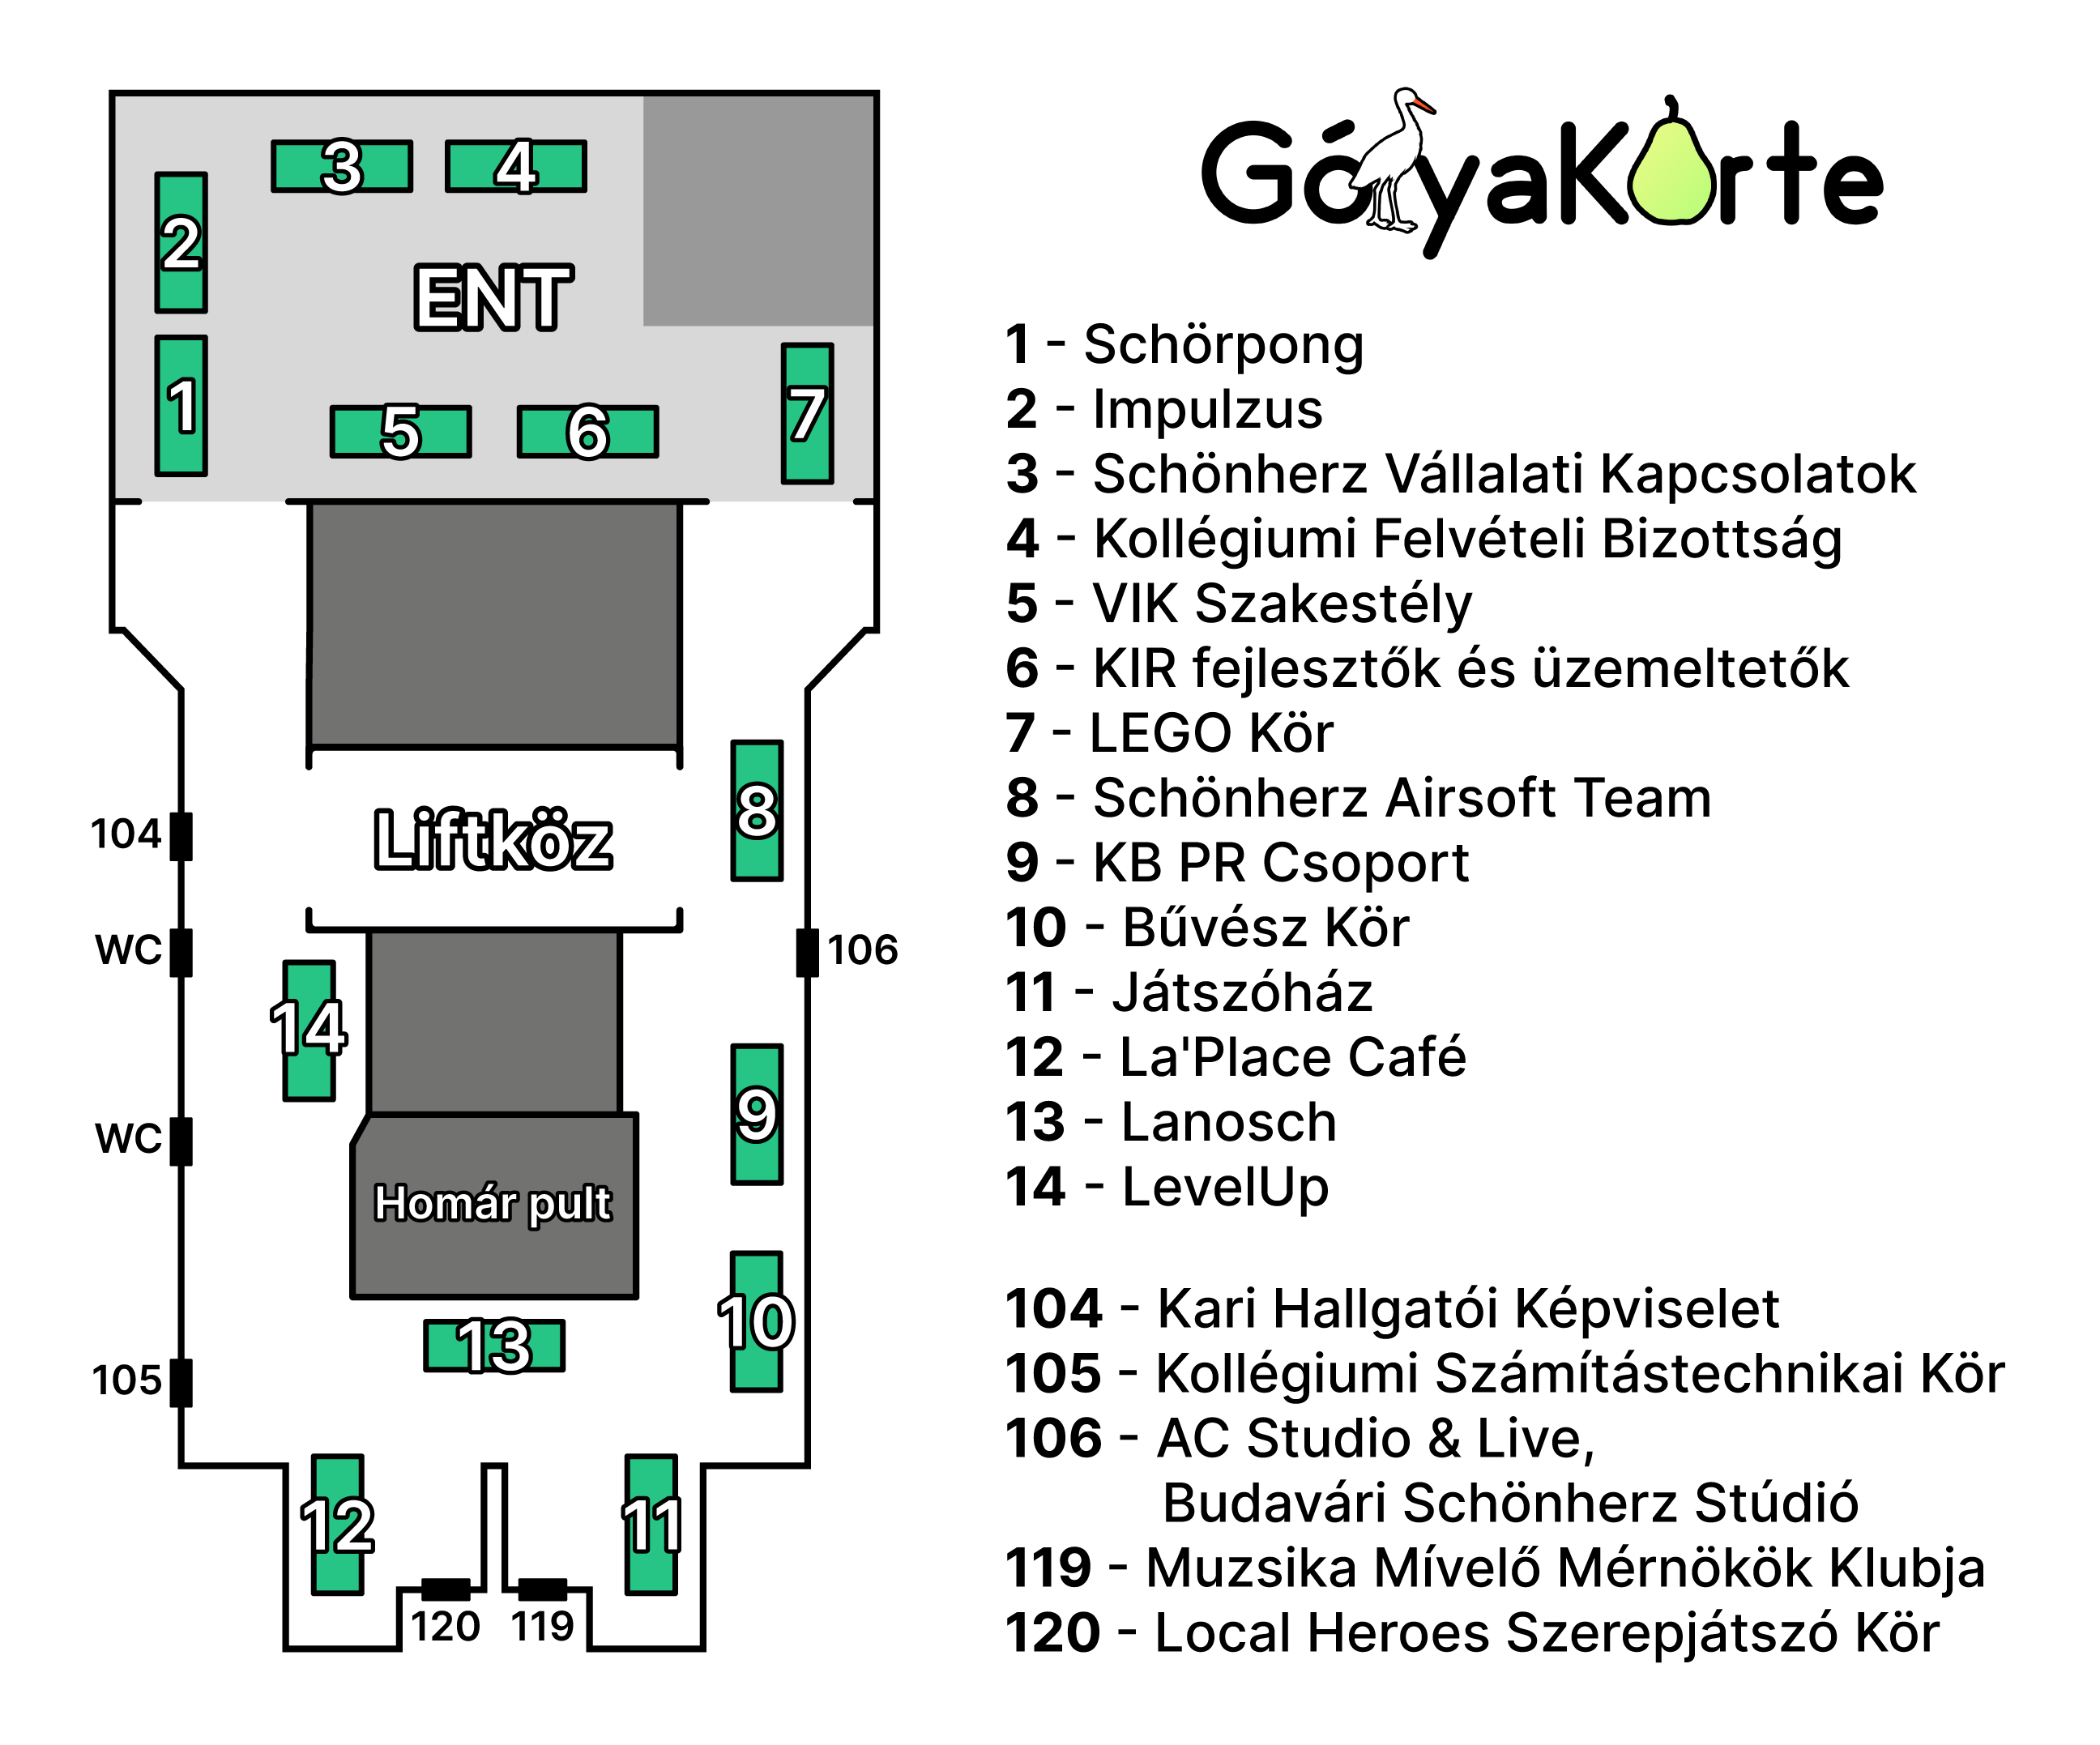 GóyaKörte
3
4
2
ENT
1
5
6
7
Liftköz
8
104
WC
106
14
9
WC
Homár pult
10
13
105
12
11
120
119
1 - Schörpong
2 - Impulzus
3 - Schönherz Vállalati Kapcsolatok
4 - Kollégiumi Felvételi Bizottság
5 - VIK Szakestély
6 - KIR fejlesztők és üzemeltetők
7 - LEGO Kör
8 - Schönherz Airsoft Team
9 - KB PR Csoport
10 - Bűvész Kör
11 - Játszóház
12 - La'Place Café
13 - Lanosch
14 - LevelUp
104 - Kari Hallgatói Képviselet
105 - Kollégiumi Számítástechnikai Kör
106 - AC Studio & Live,
Budavári Schönherz Stúdió
119 - Muzsika Mívelő Mérnökök Klubja
120 - Local Heroes Szerepjátszó Kör